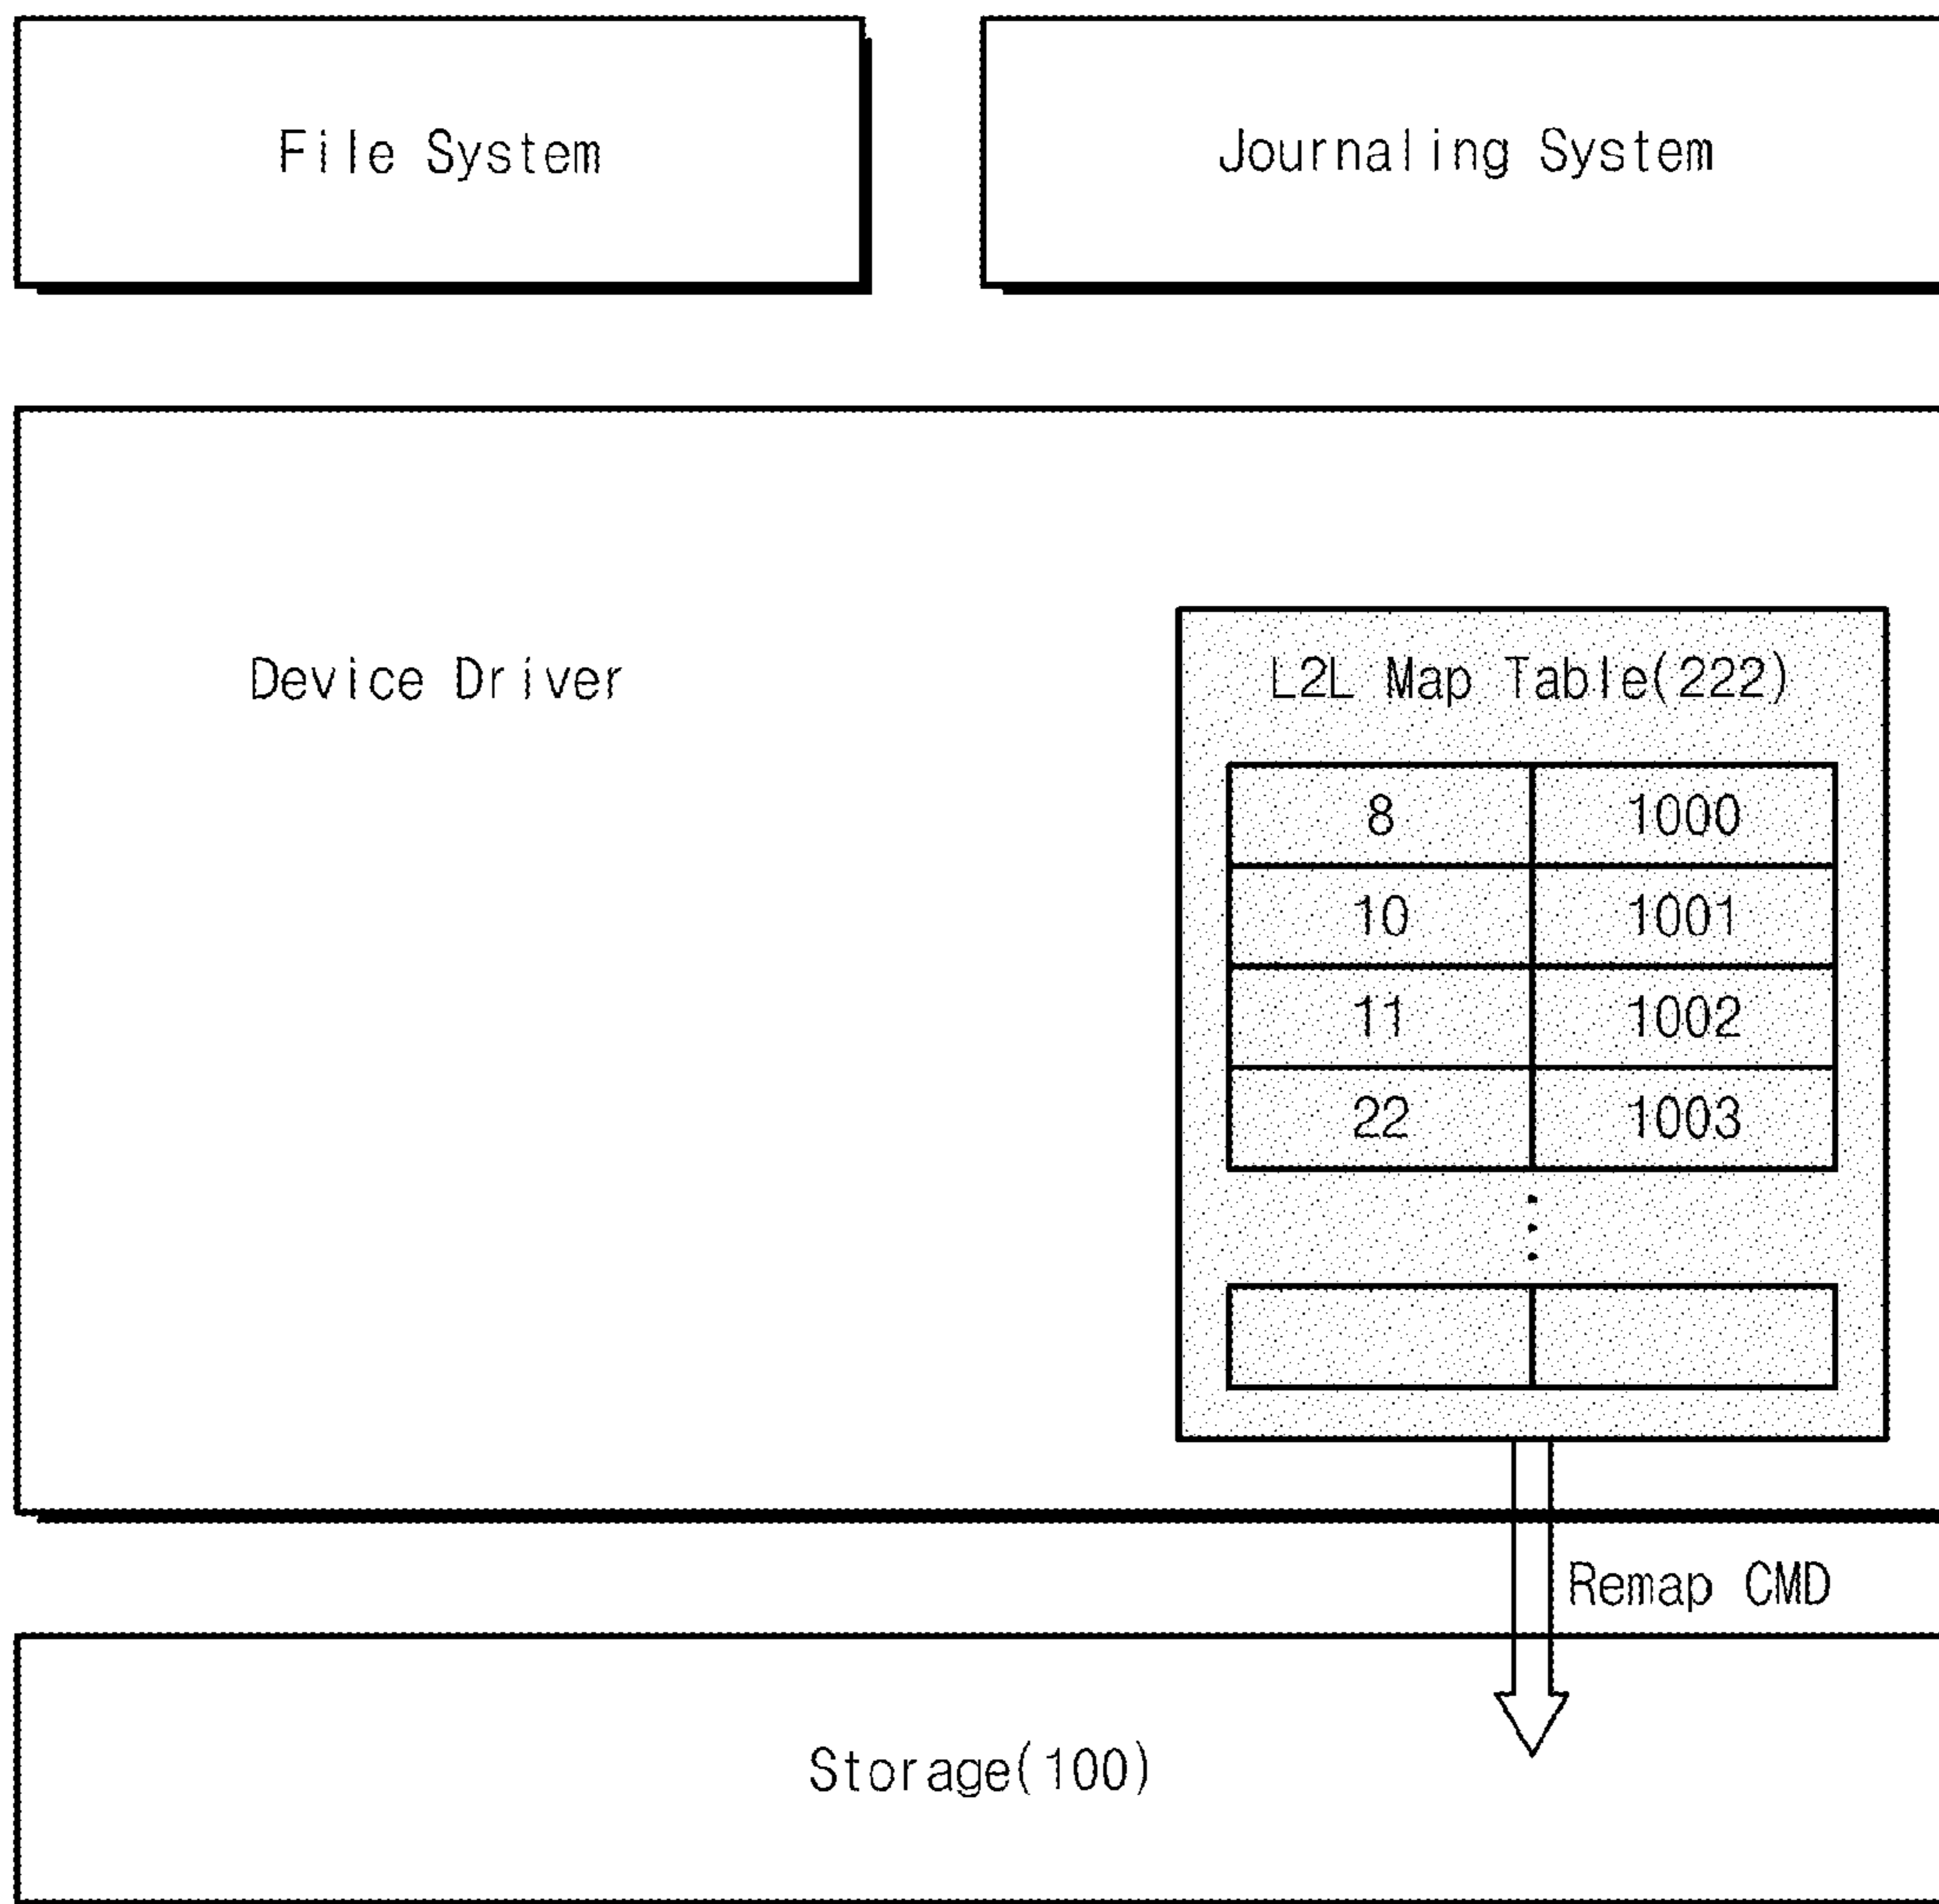 File System
Journaling System
Device Driver
L2L Map Table(222)
8 1000
10 1001
11 1002
22 1003
Remap CMD
Storage(100)